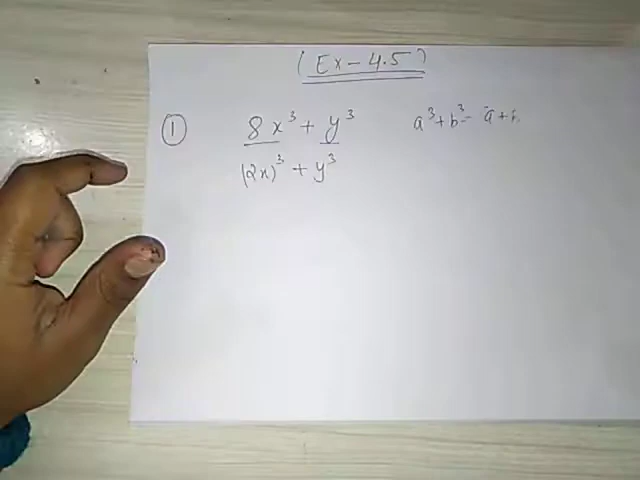 (Ex - 4.5)
① 8x³ + y³
a³ + b³ = a +
(2x)³ + y³